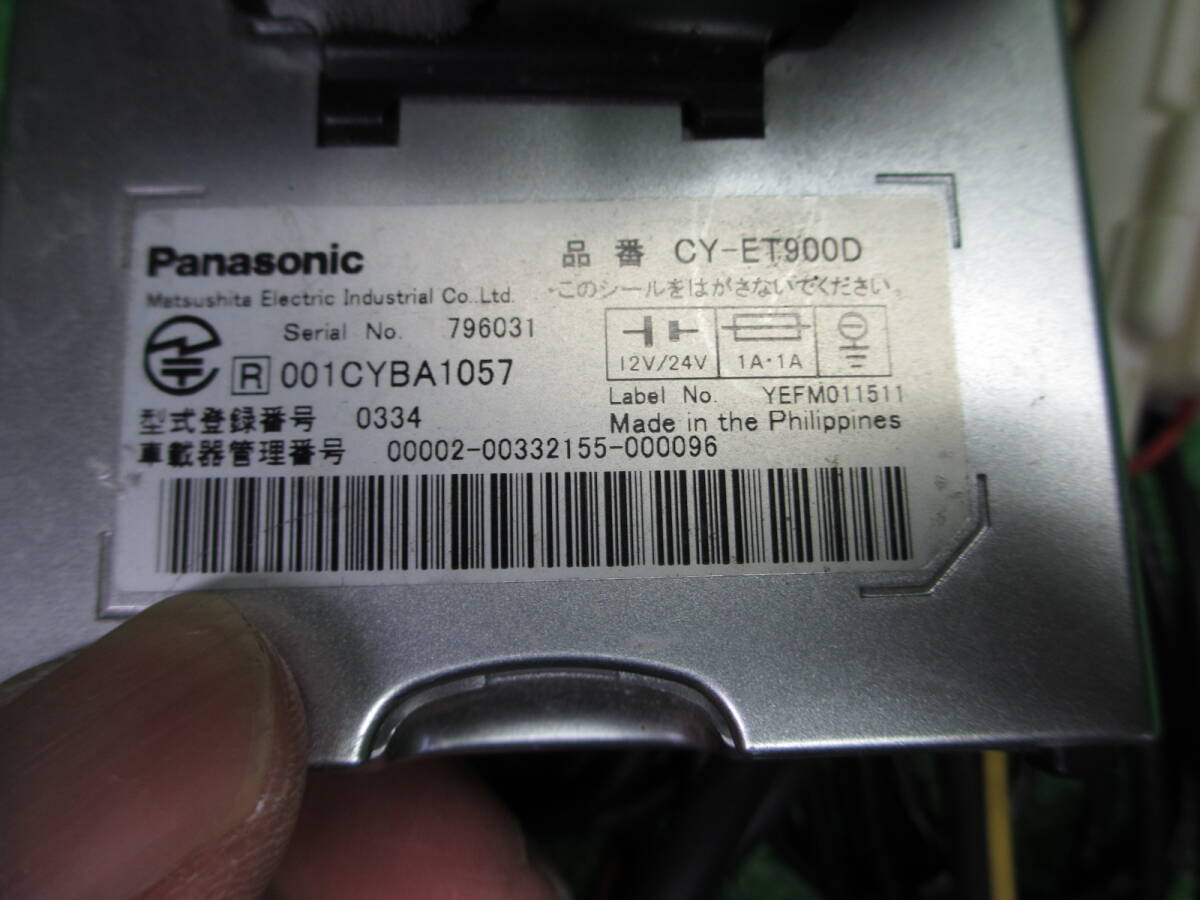 Panasonic
品番 CY-ET900D
Matsushita Electric Industrial Co.,Ltd.
・このシールをはがさないでください。
Serial No. 796031
12V/24V
1A・1A
R 001CYBA1057
Label No. YEFM011511
型式登録番号 0334
Made in the Philippines
車載器管理番号 00002-00332155-000096